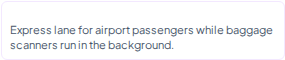 Express lane for airport passengers while baggage
scanners run in the background.